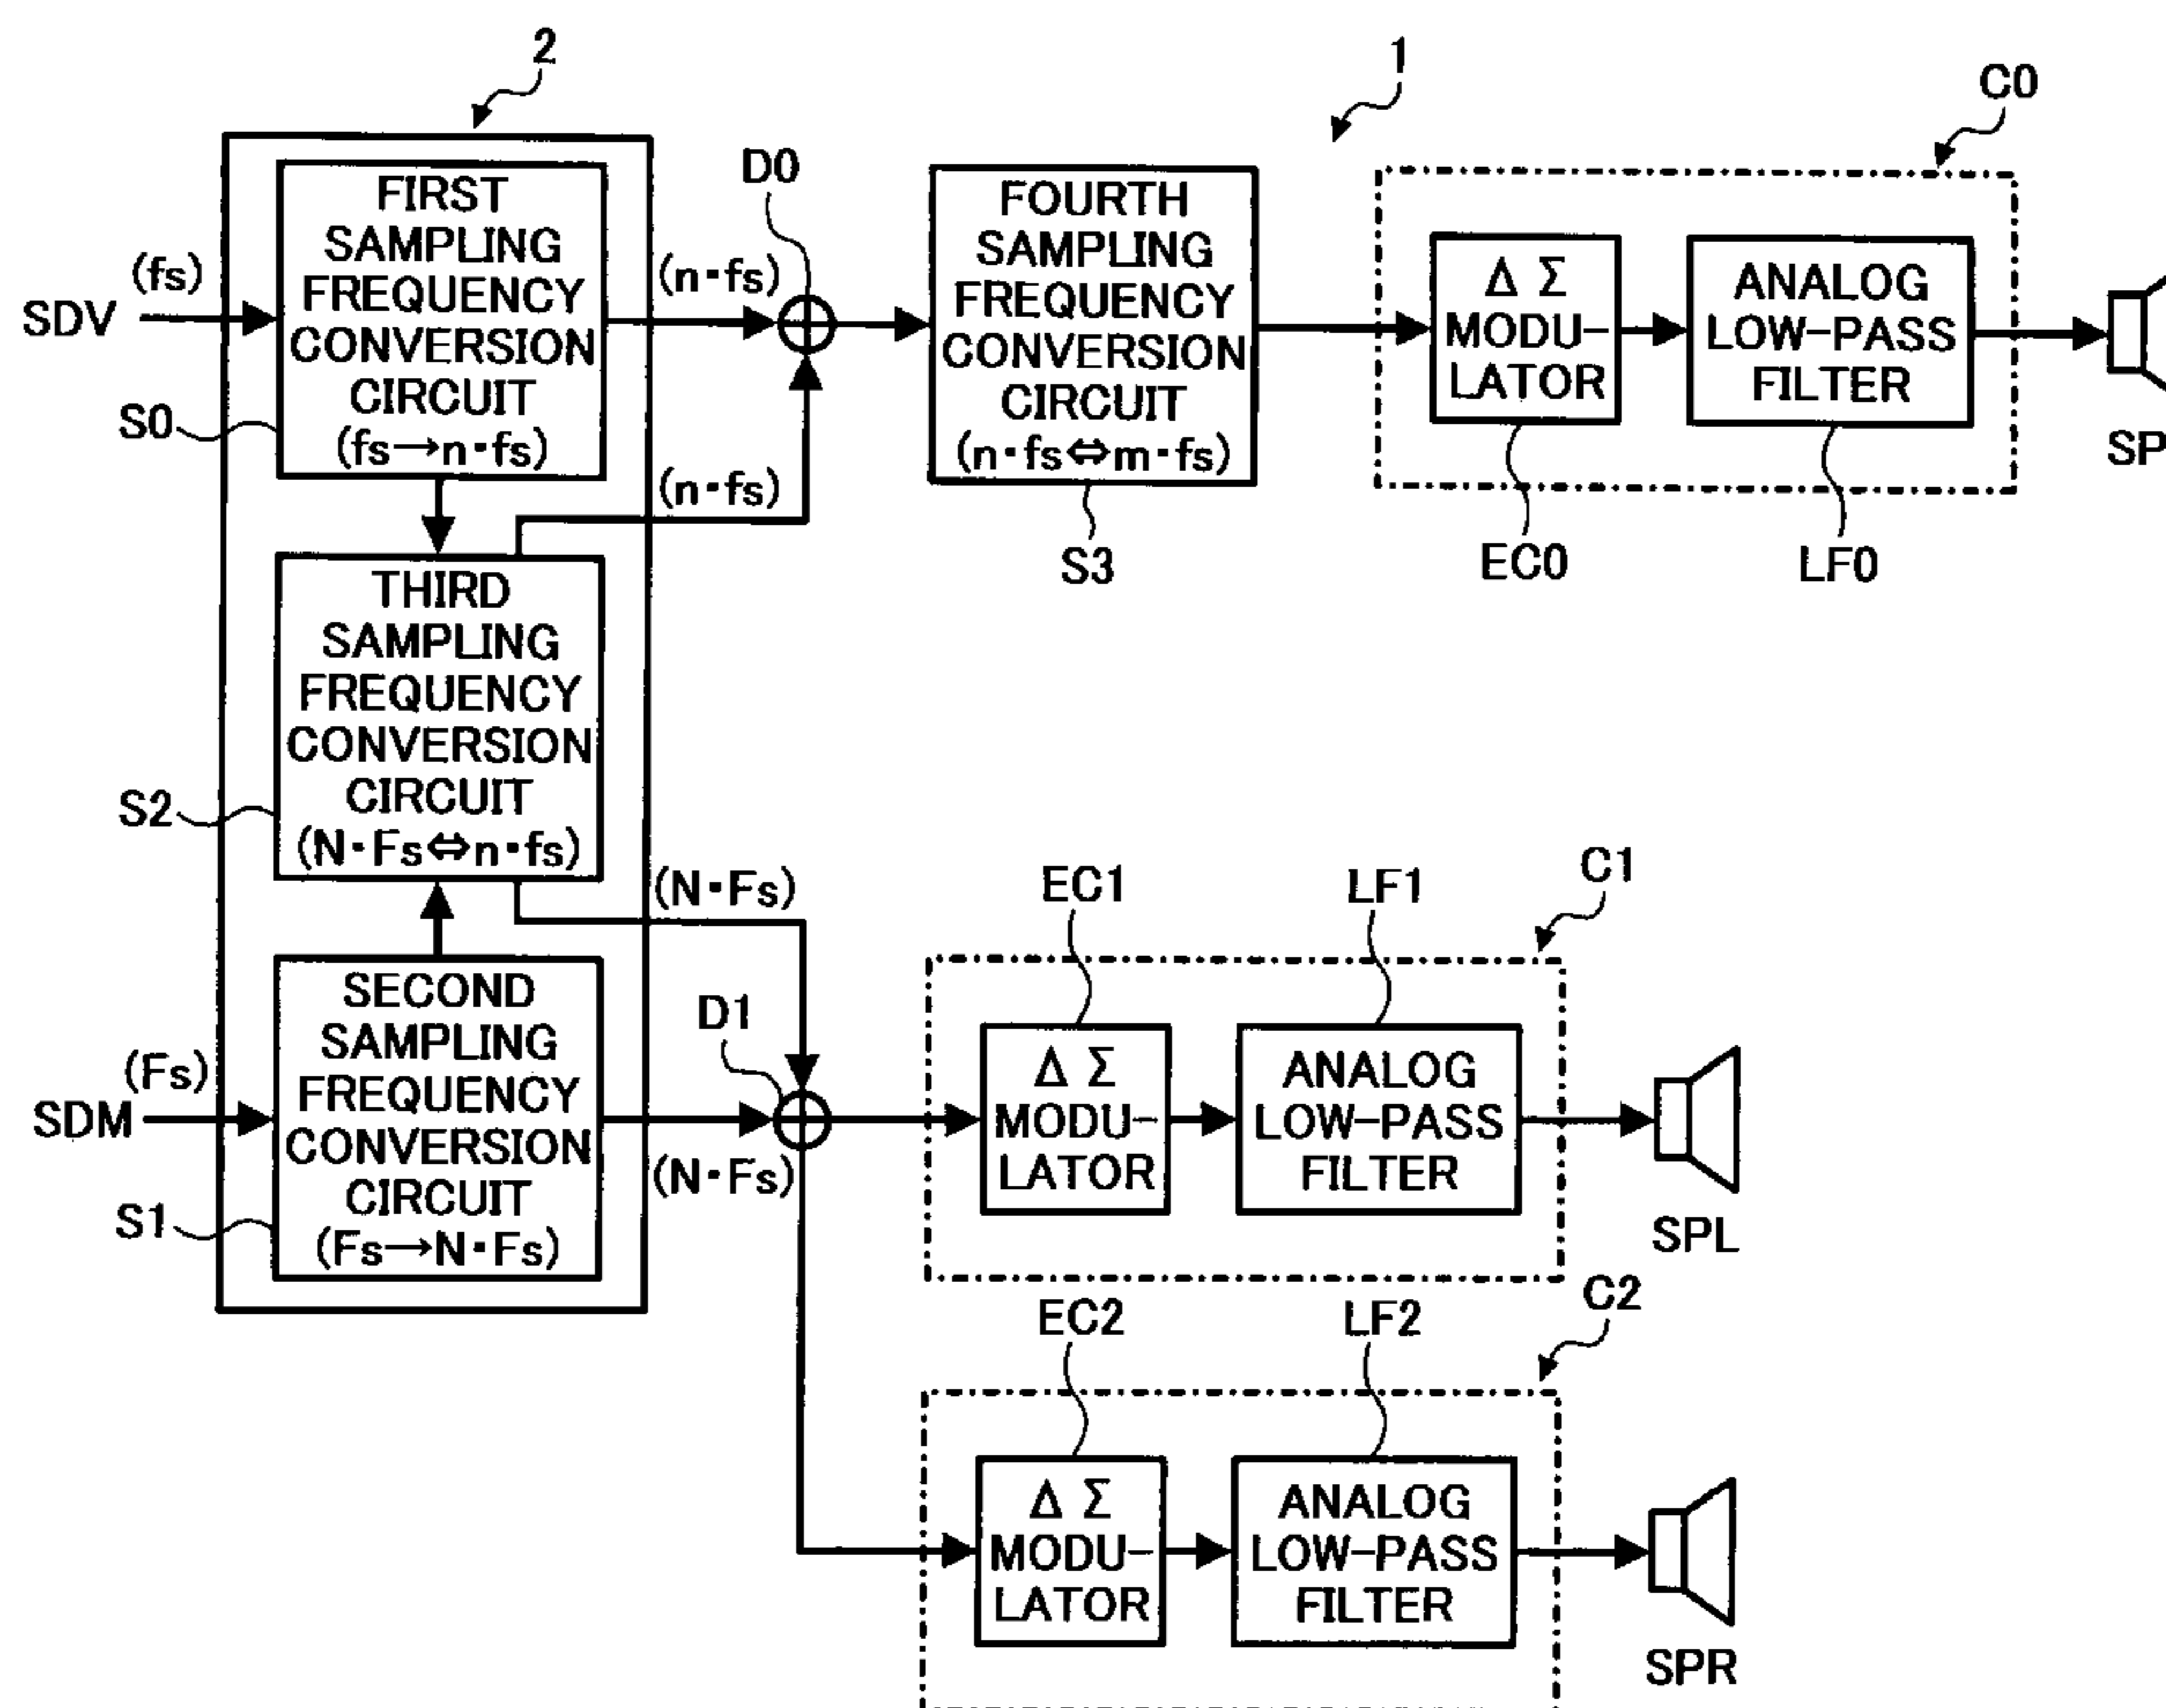 2
1
C0
FIRST
SAMPLING
FREQUENCY
CONVERSION
CIRCUIT
(fs→n·fs)
SDV
(fs)
S0
(n·fs)
D0
(n·fs)
FOURTH
SAMPLING
FREQUENCY
CONVERSION
CIRCUIT
(n·fs⇔m·fs)
S3
Δ Σ
MODU-
LATOR
ANALOG
LOW-PASS
FILTER
EC0
LF0
SP
THIRD
SAMPLING
FREQUENCY
CONVERSION
CIRCUIT
(N·Fs⇔n·fs)
S2
(N·Fs)
EC1
LF1
C1
SECOND
SAMPLING
FREQUENCY
CONVERSION
CIRCUIT
(Fs→N·Fs)
SDM
(Fs)
S1
D1
(N·Fs)
Δ Σ
MODU-
LATOR
ANALOG
LOW-PASS
FILTER
SPL
EC2
LF2
C2
Δ Σ
MODU-
LATOR
ANALOG
LOW-PASS
FILTER
SPR